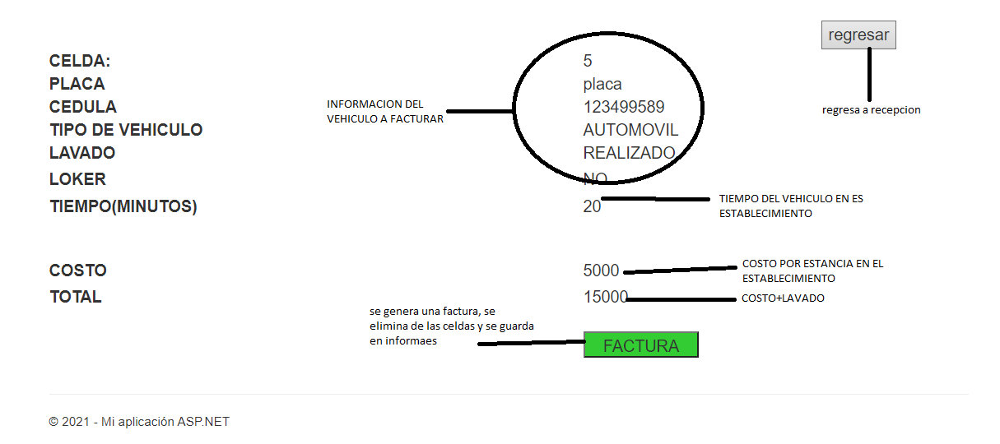 regresar
CELDA: 5
PLACA placa
CEDULA 123499589
TIPO DE VEHICULO AUTOMOVIL
LAVADO REALIZADO
LOKER NO
TIEMPO(MINUTOS) 20
INFORMACION DEL
VEHICULO A FACTURAR
regresa a recepcion
TIEMPO DEL VEHICULO EN ES
ESTABLECIMIENTO
COSTO 5000
COSTO POR ESTANCIA EN EL
ESTABLECIMIENTO
TOTAL 15000
COSTO+LAVADO
se genera una factura, se
elimina de las celdas y se guarda
en informaes
FACTURA
© 2021 - Mi aplicación ASP.NET